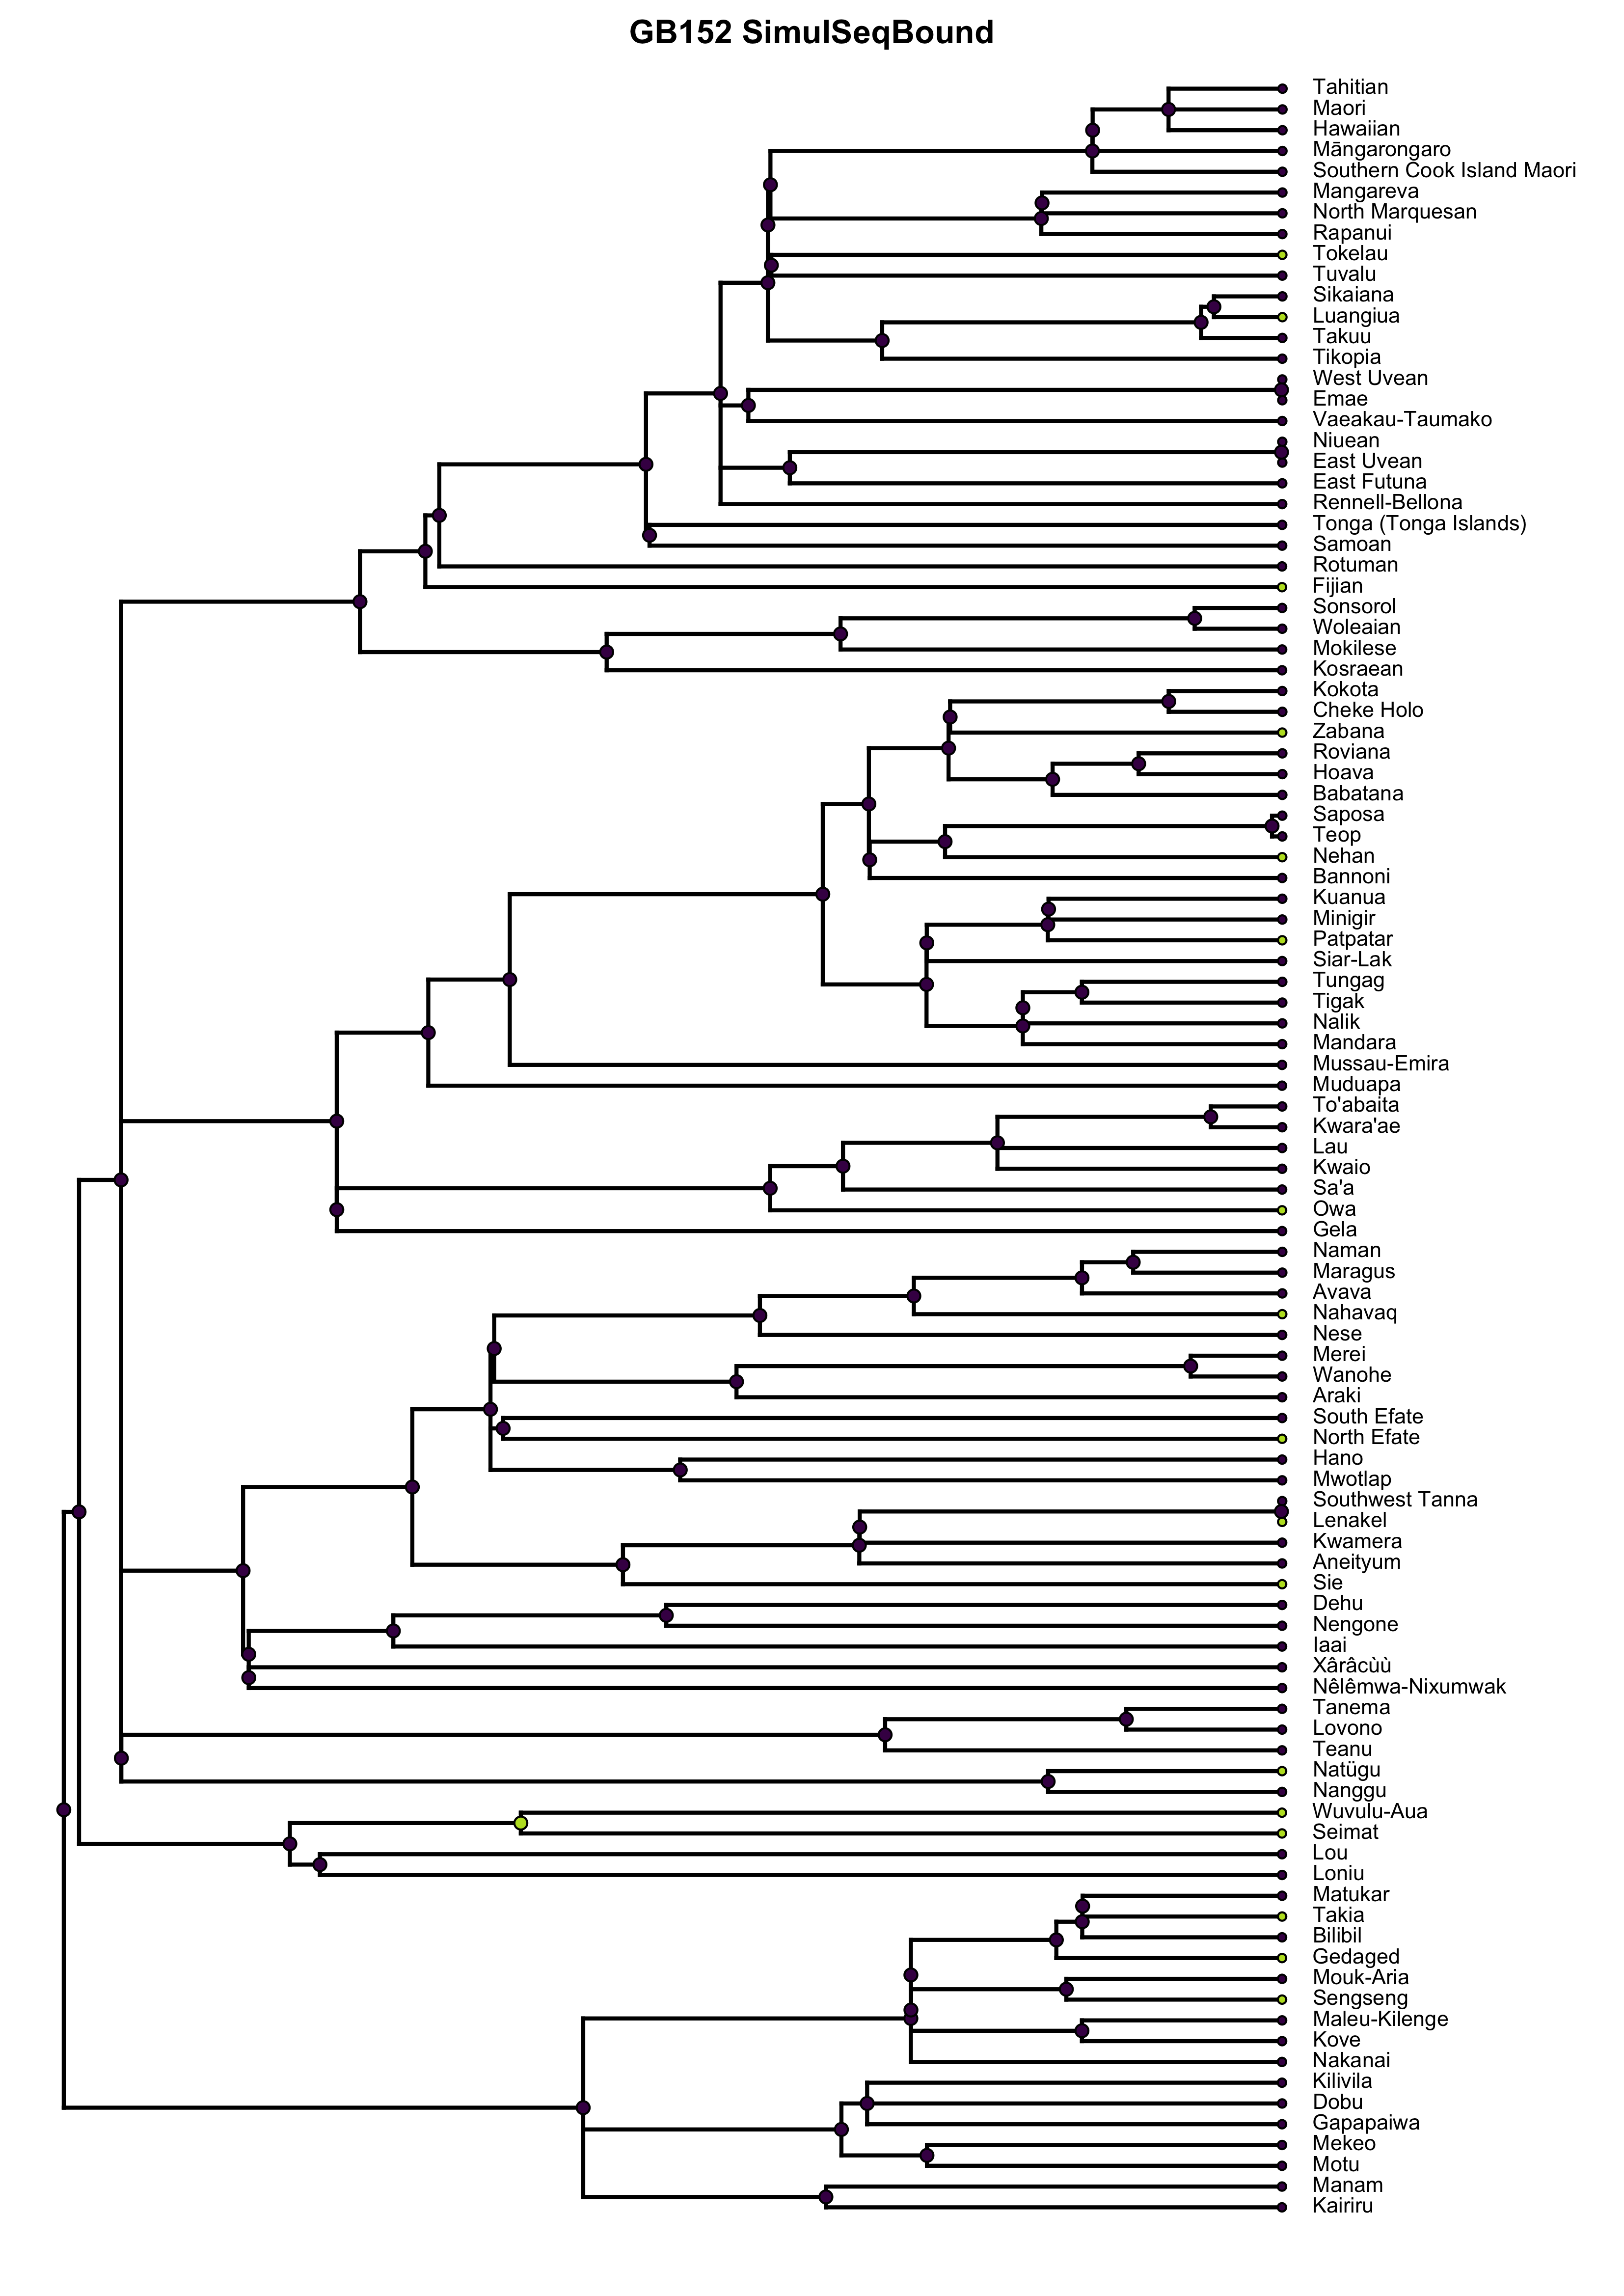 GB152 SimulSeqBound
Tahitian
Maori
Hawaiian
Māngarongaro
Southern Cook Island Maori
Mangareva
North Marquesan
Rapanui
Tokelau
Tuvalu
Sikaiana
Luangiua
Takuu
Tikopia
West Uvean
Emae
Vaeakau-Taumako
Niuean
East Uvean
East Futuna
Rennell-Bellona
Tonga (Tonga Islands)
Samoan
Rotuman
Fijian
Sonsorol
Woleaian
Mokilese
Kosraean
Kokota
Cheke Holo
Zabana
Roviana
Hoava
Babatana
Saposa
Teop
Nehan
Bannoni
Kuanua
Minigir
Patpatar
Siar-Lak
Tungag
Tigak
Nalik
Mandara
Mussau-Emira
Muduapa
To'abaita
Kwara'ae
Lau
Kwaio
Sa'a
Owa
Gela
Naman
Maragus
Avava
Nahavaq
Nese
Merei
Wanohe
Araki
South Efate
North Efate
Hano
Mwotlap
Southwest Tanna
Lenakel
Kwamera
Aneityum
Sie
Dehu
Nengone
Iaai
Xârâcùù
Nêlêmwa-Nixumwak
Tanema
Lovono
Teanu
Natügu
Nanggu
Wuvulu-Aua
Seimat
Lou
Loniu
Matukar
Takia
Bilibil
Gedaged
Mouk-Aria
Sengseng
Maleu-Kilenge
Kove
Nakanai
Kilivila
Dobu
Gapapaiwa
Mekeo
Motu
Manam
Kairiru